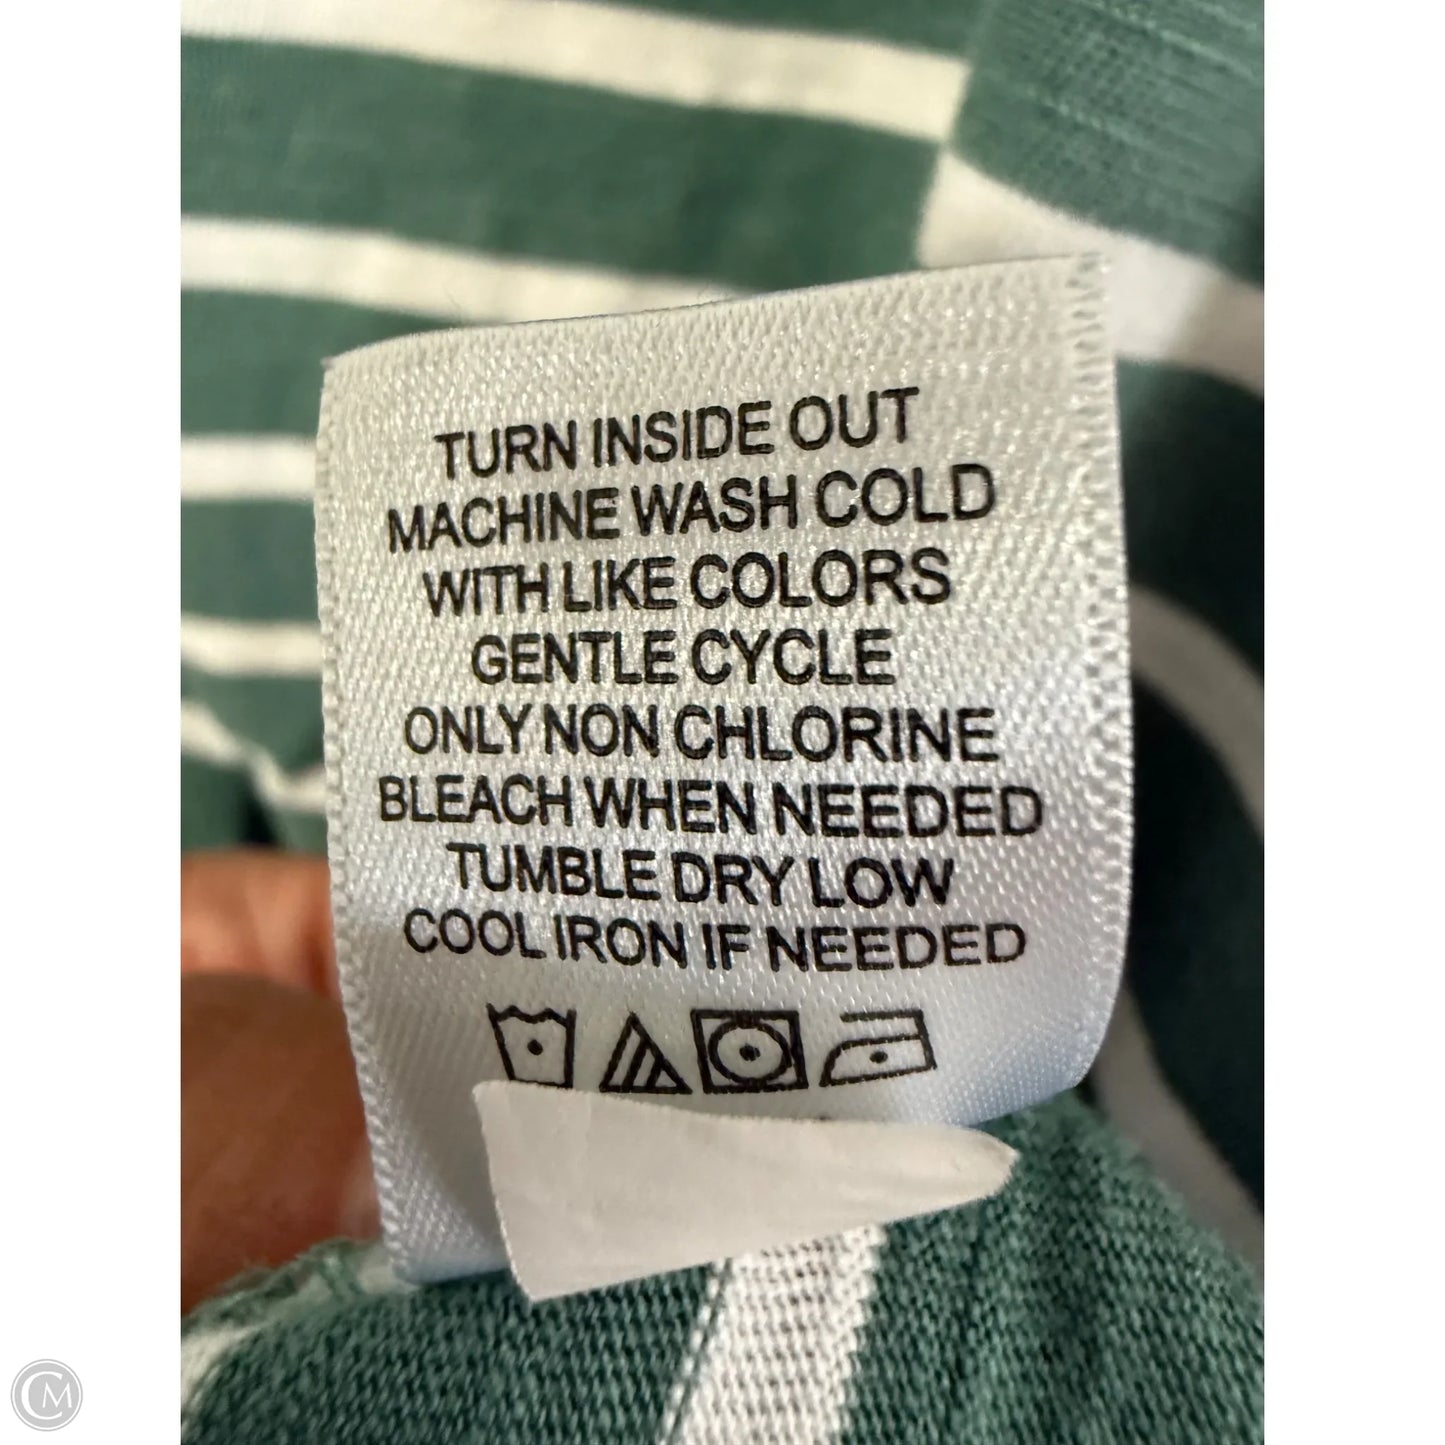 TURN INSIDE OUT
MACHINE WASH COLD
WITH LIKE COLORS
GENTLE CYCLE
ONLY NON CHLORINE
BLEACH WHEN NEEDED
TUMBLE DRY LOW
COOL IRON IF NEEDED
CM